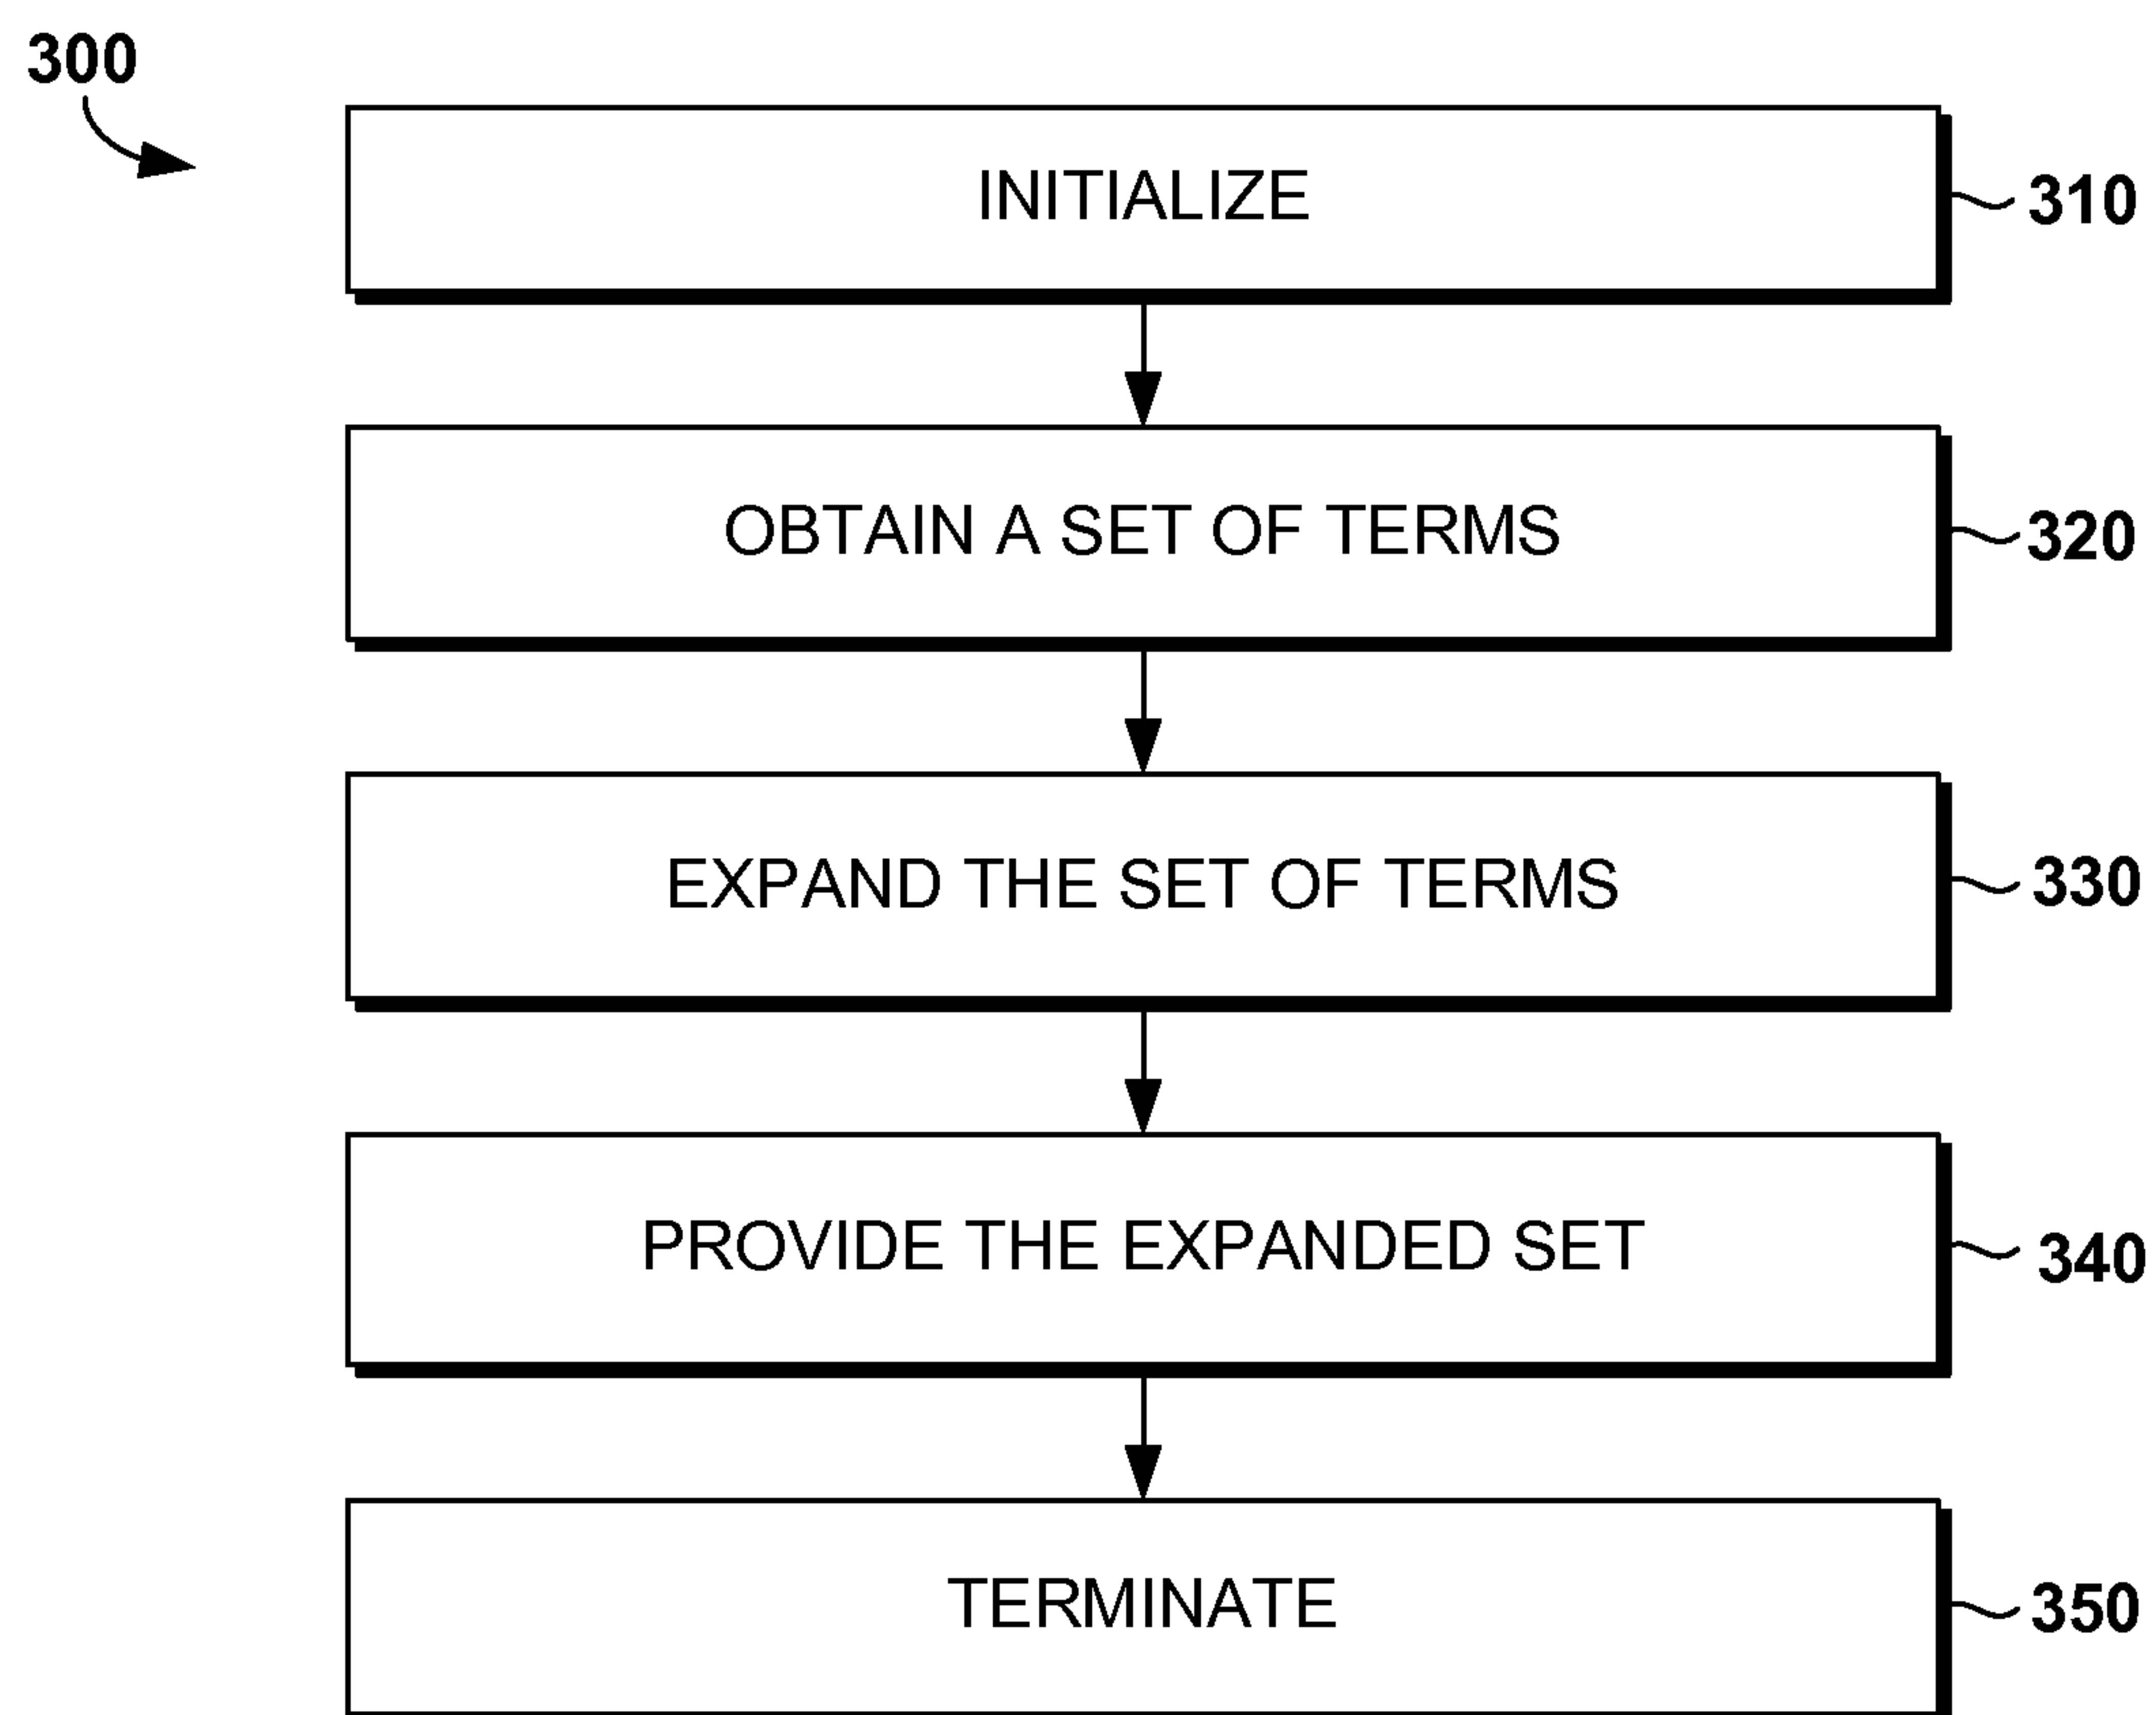 300
INITIALIZE
310
OBTAIN A SET OF TERMS
320
EXPAND THE SET OF TERMS
330
PROVIDE THE EXPANDED SET
340
TERMINATE
350